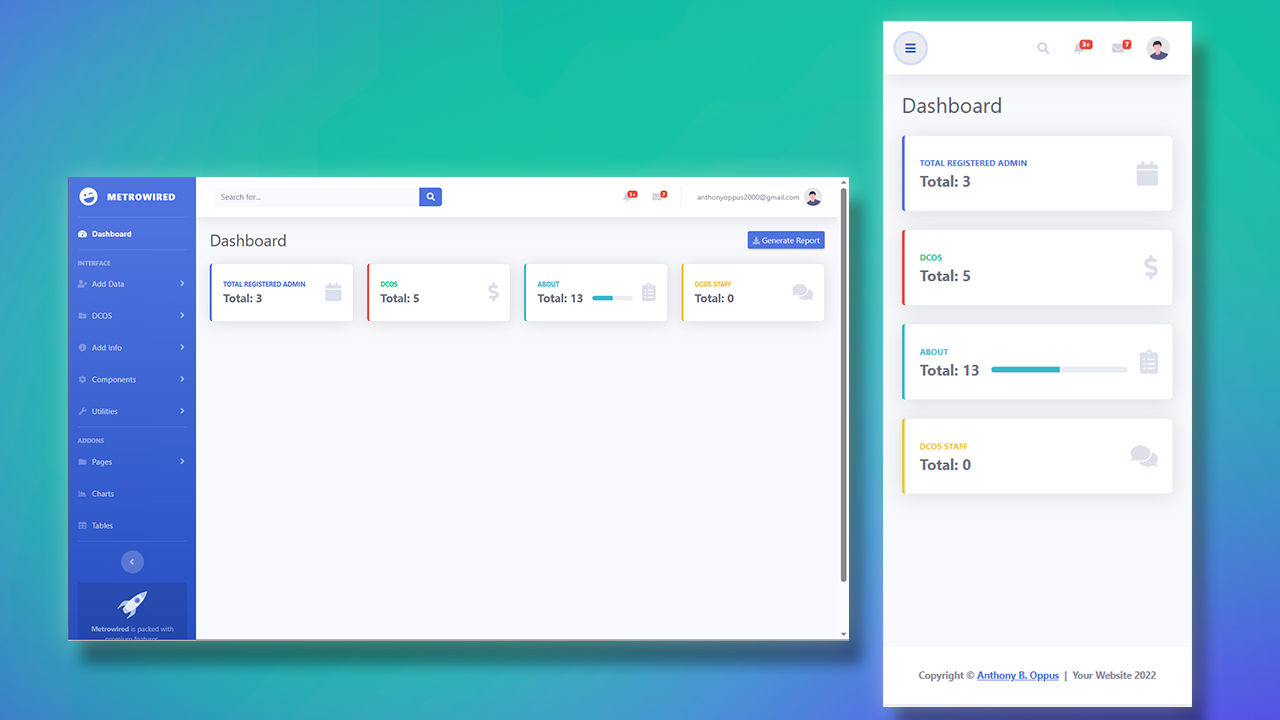 METROWIRED
Dashboard
INTERFACE
Add Data
DCOS
Add Info
Components
Utilities
ADDONS
Pages
Charts
Tables
Metrowired is packed with
premium features
Search for...
3+
7
anthonyoppus2000@gmail.com
Dashboard
Generate Report
TOTAL REGISTERED ADMIN
Total: 3
DCOS
Total: 5
ABOUT
Total: 13
DCOS STAFF
Total: 0
3+
7
Dashboard
TOTAL REGISTERED ADMIN
Total: 3
DCOS
Total: 5
ABOUT
Total: 13
DCOS STAFF
Total: 0
Copyright © Anthony B. Oppus | Your Website 2022